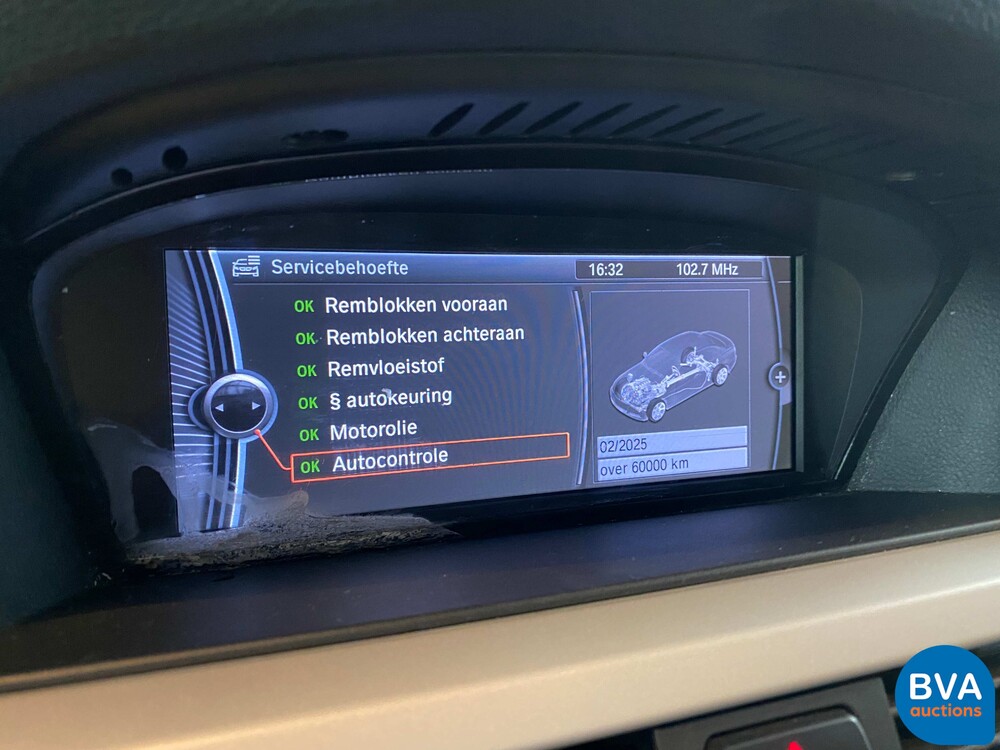 Servicebehoefte
16:32 102.7 MHz
OK Remblokken vooraan
OK Remblokken achteraan
OK Remvloeistof
OK § autokeuring
OK Motorolie
OK Autocontrole
02/2025
over 60000 km
BVA
auctions